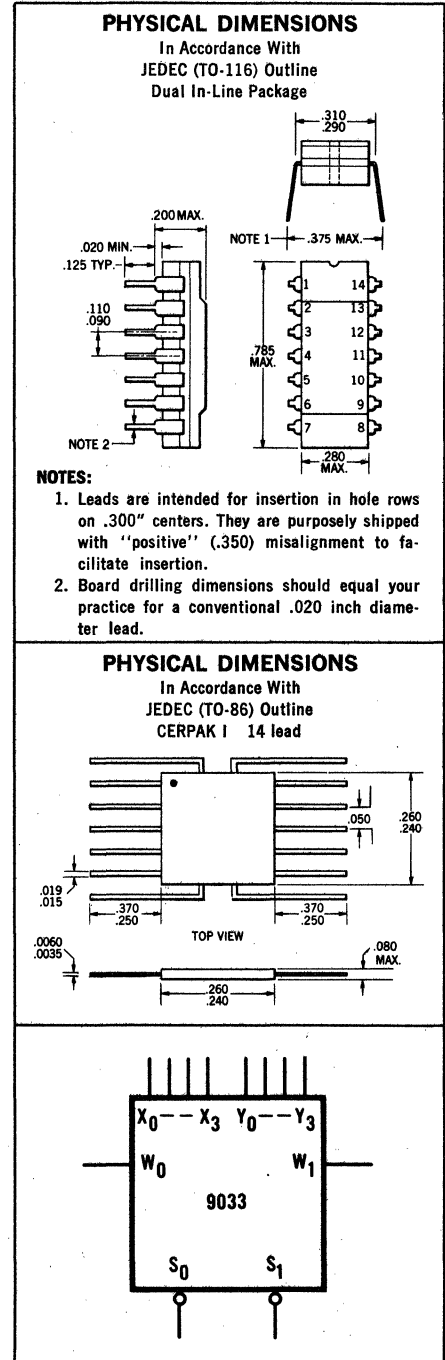 PHYSICAL DIMENSIONS
In Accordance With
JEDEC (TO-116) Outline
Dual In-Line Package
.310
.290
.200 MAX.
.020 MIN.
NOTE 1
.375 MAX.
.125 TYP.
.110
.090
1 14
2 13
3 12
4 11
5 10
6 9
7 8
.785
MAX.
NOTE 2
.280
MAX.
NOTES:
1. Leads are intended for insertion in hole rows
on .300" centers. They are purposely shipped
with "positive" (.350) misalignment to fa-
cilitate insertion.
2. Board drilling dimensions should equal your
practice for a conventional .020 inch diame-
ter lead.
PHYSICAL DIMENSIONS
In Accordance With
JEDEC (TO-86) Outline
CERPAK I 14 lead
.050
.260
.240
.019
.015
.370
.250
.370
.250
TOP VIEW
.0060
.0035
.080
MAX.
.260
.240
X0---X3 Y0---Y3
W0 W1
9033
S0 S1